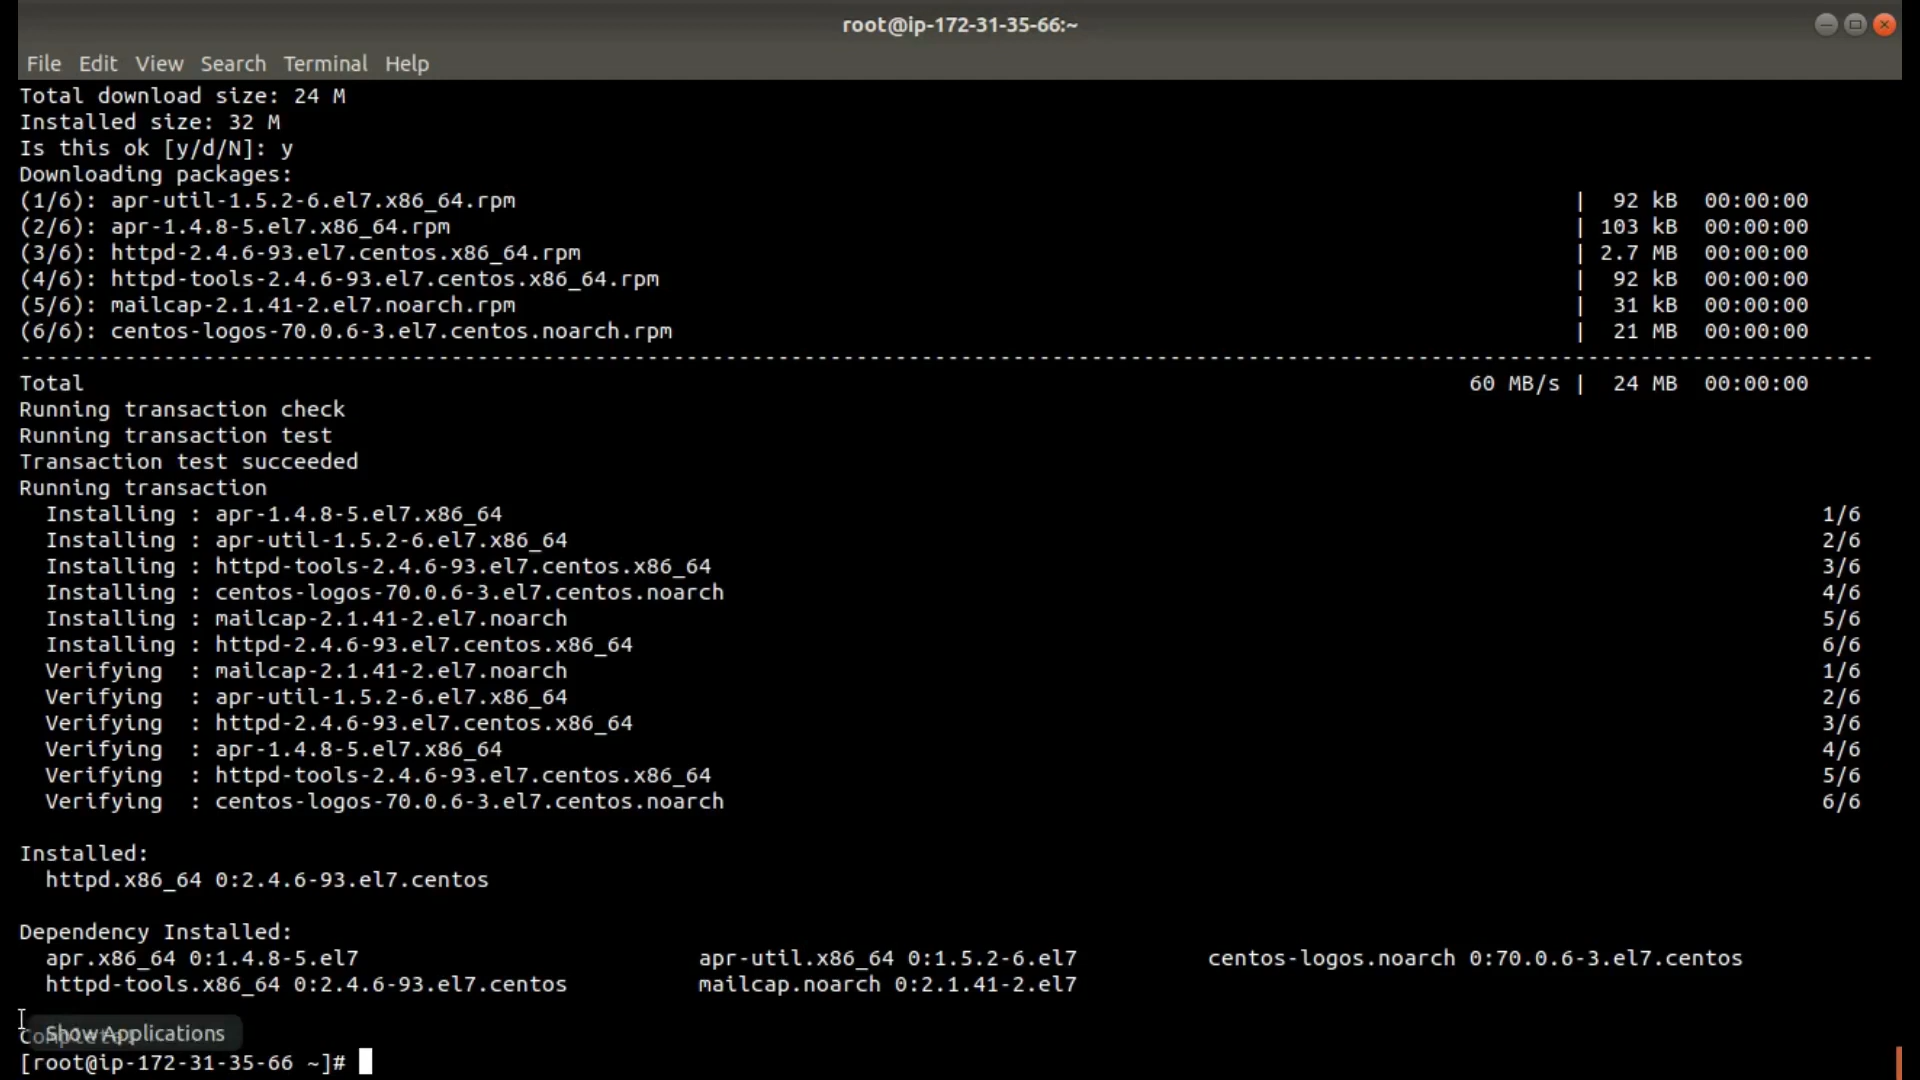 root@ip-172-31-35-66:~
File Edit View Search Terminal Help
Total download size: 24 M
Installed size: 32 M
Is this ok [y/d/N]: y
Downloading packages:
(1/6): apr-util-1.5.2-6.el7.x86_64.rpm | 92 kB 00:00:00
(2/6): apr-1.4.8-5.el7.x86_64.rpm | 103 kB 00:00:00
(3/6): httpd-2.4.6-93.el7.centos.x86_64.rpm | 2.7 MB 00:00:00
(4/6): httpd-tools-2.4.6-93.el7.centos.x86_64.rpm | 92 kB 00:00:00
(5/6): mailcap-2.1.41-2.el7.noarch.rpm | 31 kB 00:00:00
(6/6): centos-logos-70.0.6-3.el7.centos.noarch.rpm | 21 MB 00:00:00
-----------------------------------------------------------------------------------------------------------------------------------------------
Total 60 MB/s | 24 MB 00:00:00
Running transaction check
Running transaction test
Transaction test succeeded
Running transaction
Installing : apr-1.4.8-5.el7.x86_64 1/6
Installing : apr-util-1.5.2-6.el7.x86_64 2/6
Installing : httpd-tools-2.4.6-93.el7.centos.x86_64 3/6
Installing : centos-logos-70.0.6-3.el7.centos.noarch 4/6
Installing : mailcap-2.1.41-2.el7.noarch 5/6
Installing : httpd-2.4.6-93.el7.centos.x86_64 6/6
Verifying : mailcap-2.1.41-2.el7.noarch 1/6
Verifying : apr-util-1.5.2-6.el7.x86_64 2/6
Verifying : httpd-2.4.6-93.el7.centos.x86_64 3/6
Verifying : apr-1.4.8-5.el7.x86_64 4/6
Verifying : httpd-tools-2.4.6-93.el7.centos.x86_64 5/6
Verifying : centos-logos-70.0.6-3.el7.centos.noarch 6/6
Installed:
httpd.x86_64 0:2.4.6-93.el7.centos
Dependency Installed:
apr.x86_64 0:1.4.8-5.el7 apr-util.x86_64 0:1.5.2-6.el7 centos-logos.noarch 0:70.0.6-3.el7.centos
httpd-tools.x86_64 0:2.4.6-93.el7.centos mailcap.noarch 0:2.1.41-2.el7
Show Applications
[root@ip-172-31-35-66 ~]#